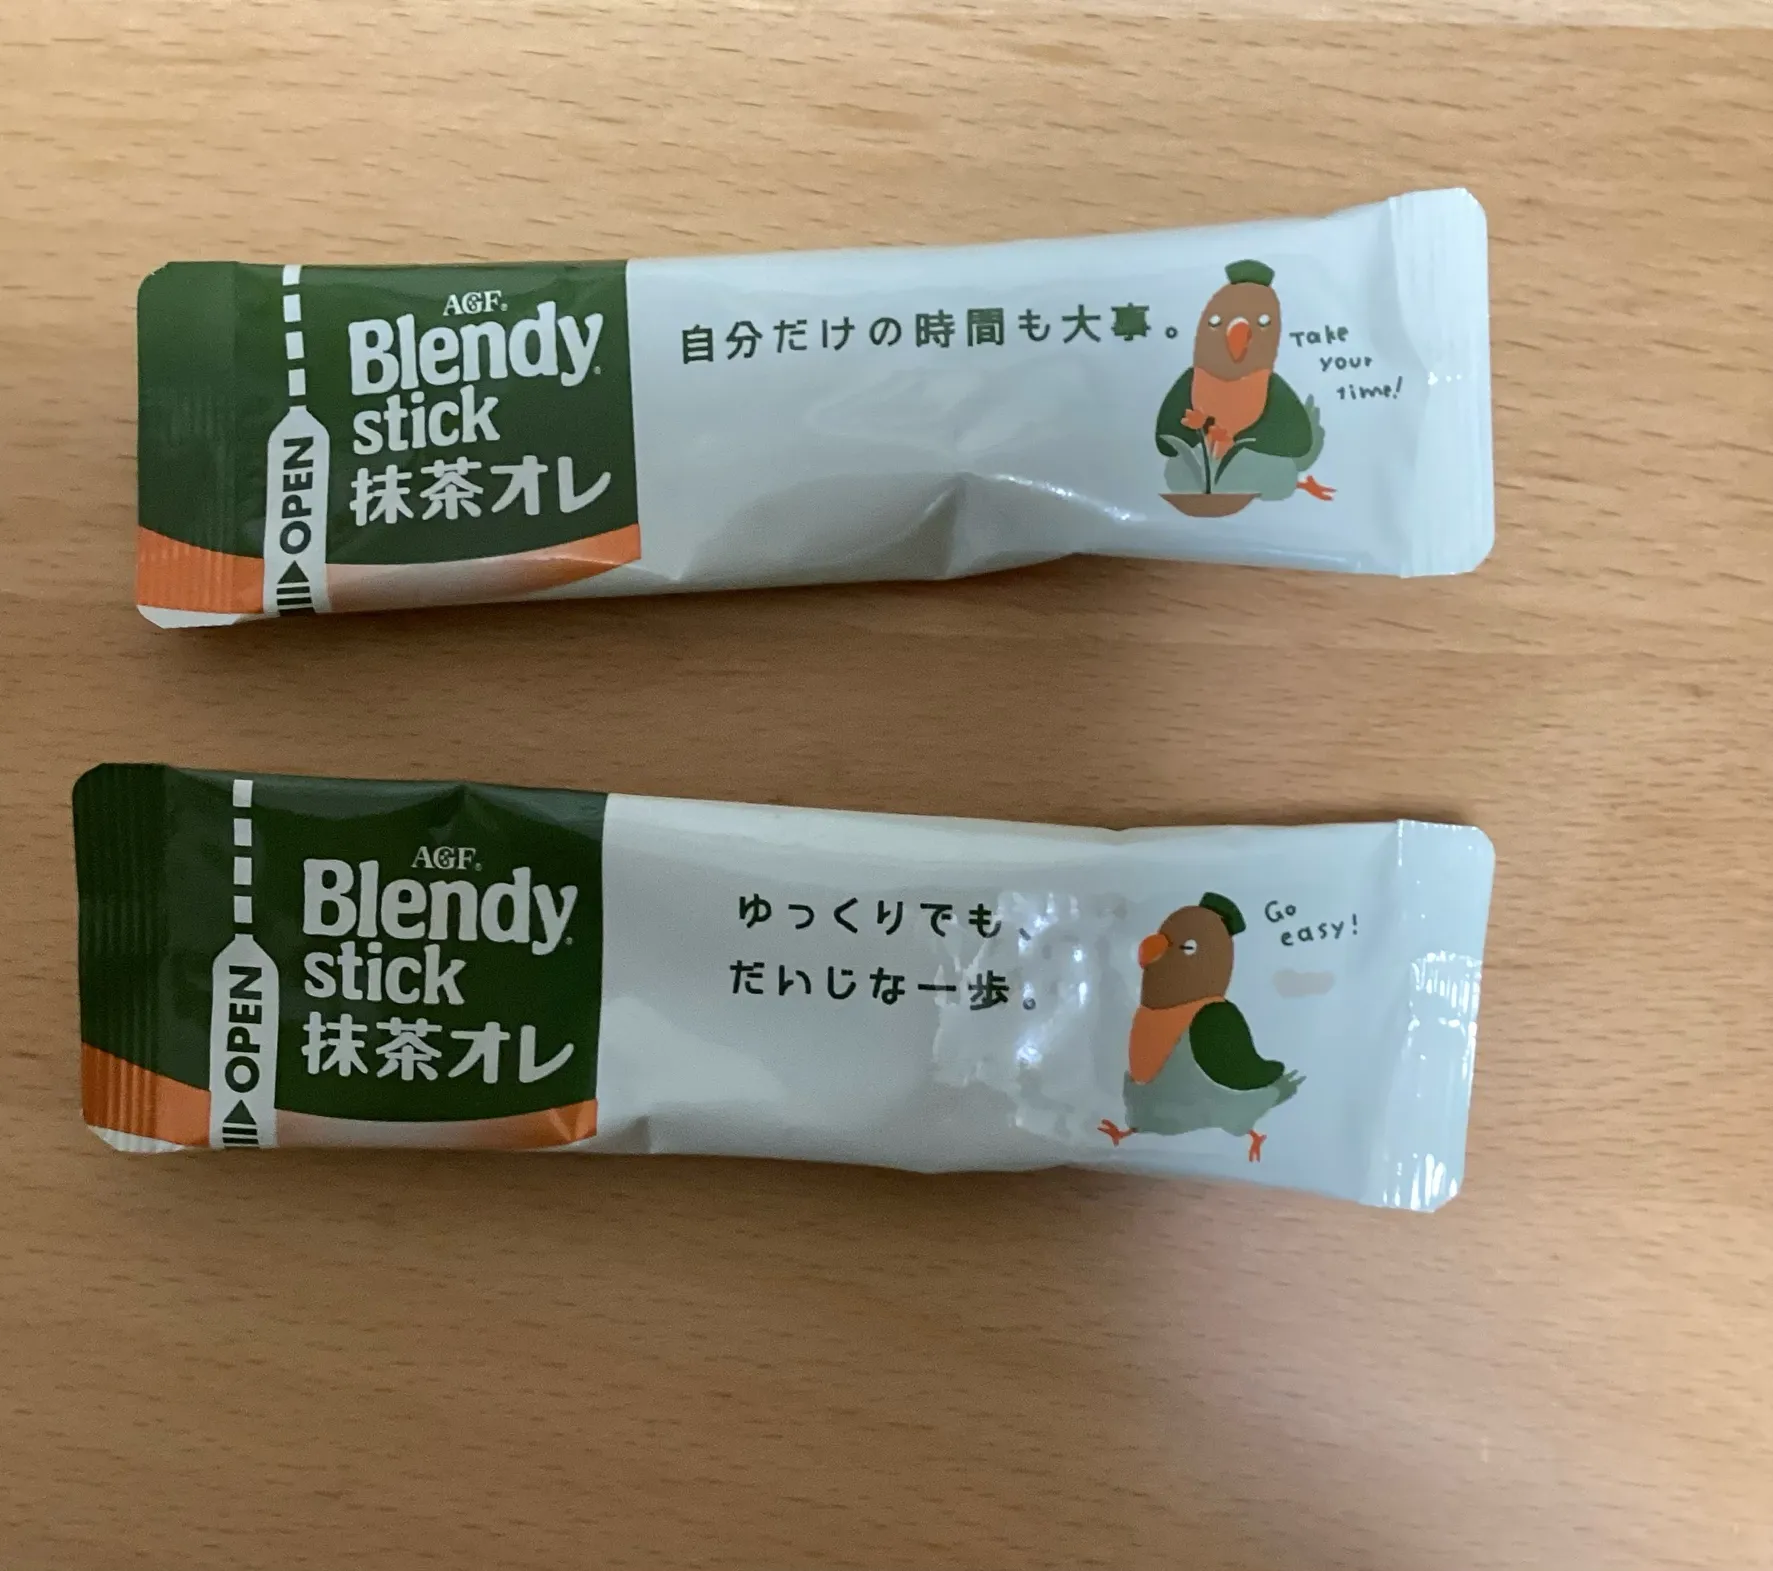 AGF®
Blendy®
stick
抹茶オレ
OPEN
自分だけの時間も大事。
Take
your
time!
AGF®
Blendy®
stick
抹茶オレ
OPEN
ゆっくりでも、
だいじな一歩。
Go
easy!